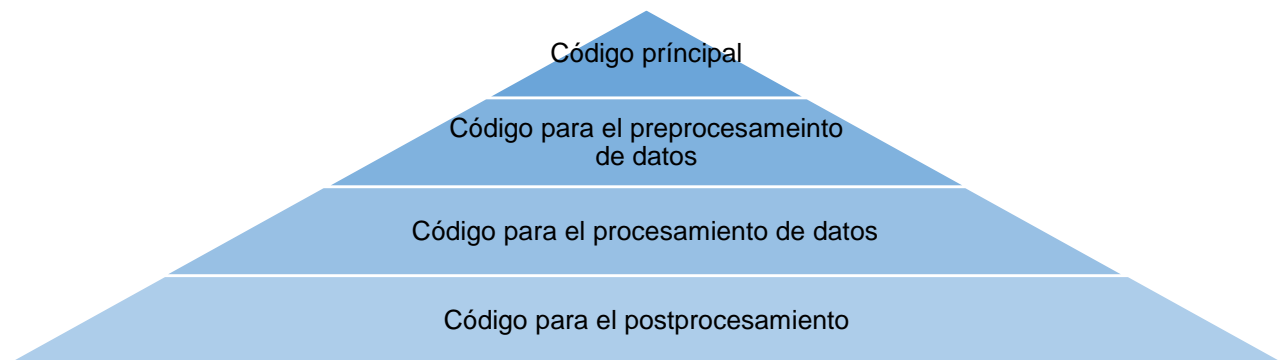 Código príncipal
Código para el preprocesameinto
de datos
Código para el procesamiento de datos
Código para el postprocesamiento